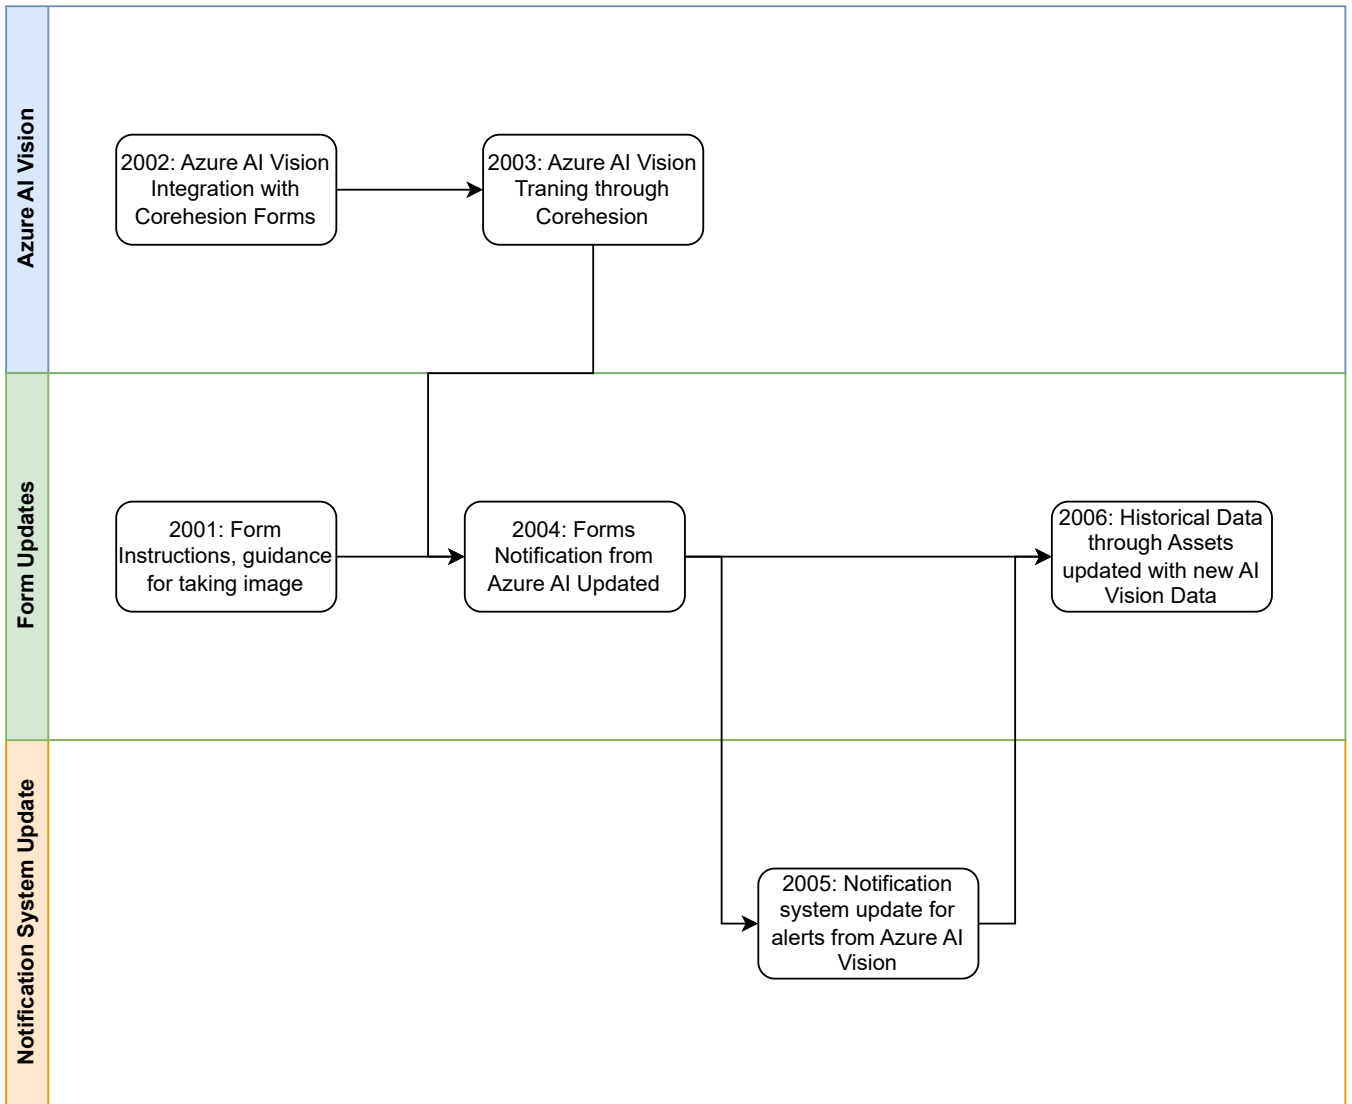 Azure AI Vision
2002: Azure AI Vision
Integration with
Corehesion Forms
2003: Azure AI Vision
Traning through
Corehesion
Form Updates
2001: Form
Instructions, guidance
for taking image
2004: Forms
Notification from
Azure AI Updated
2006: Historical Data
through Assets
updated with new AI
Vision Data
Notification System Update
2005: Notification
system update for
alerts from Azure AI
Vision